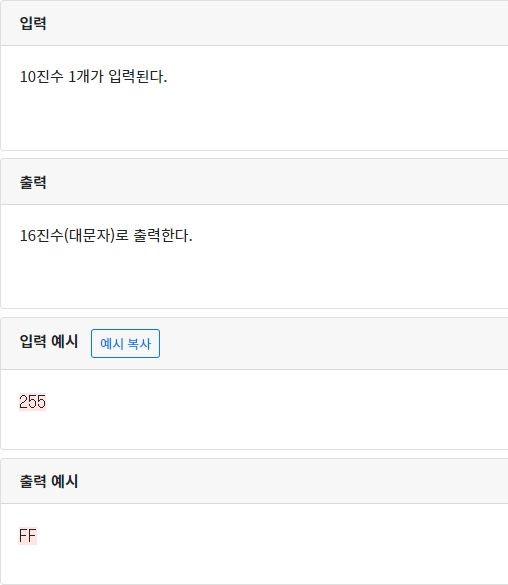 입력
10진수 1개가 입력된다.
출력
16진수(대문자)로 출력한다.
입력 예시 예시 복사
255
출력 예시
FF